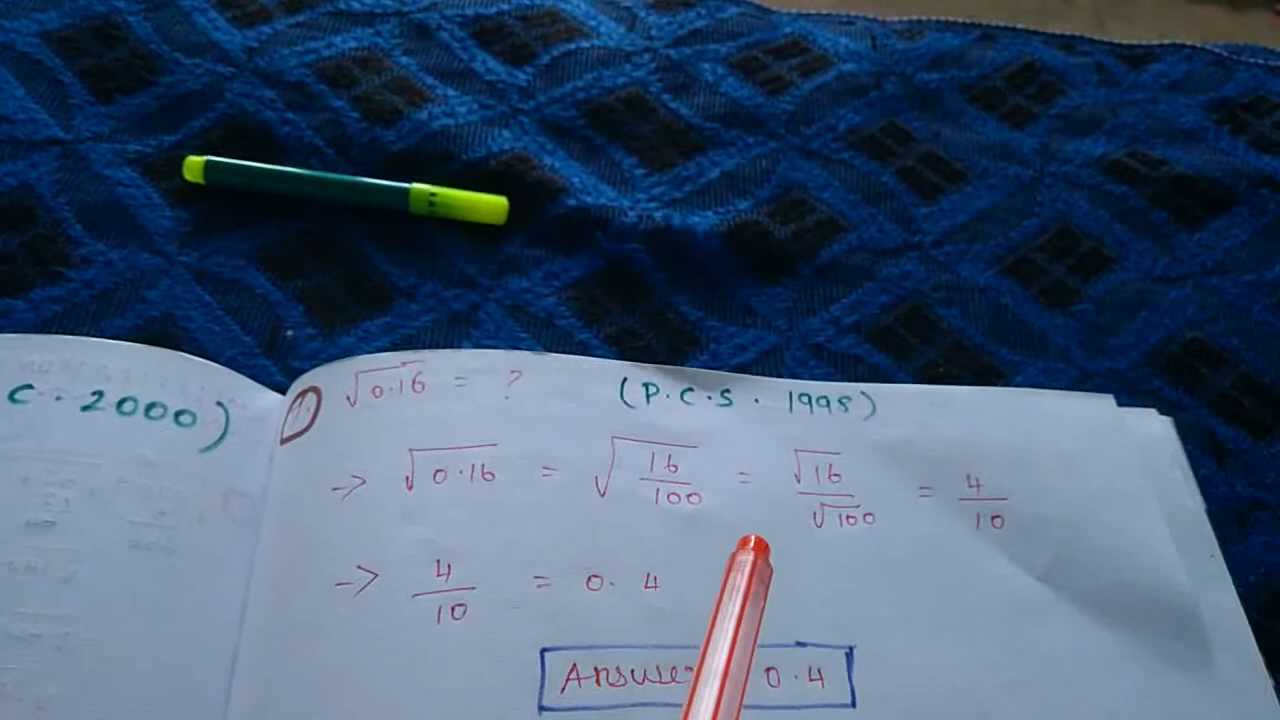 c . 2000)
1. √0.16 = ? (P.C.S. 1998)
→ √0.16 = √16/100 = √16/√100 = 4/10
→ 4/10 = 0.4
Answer 0.4